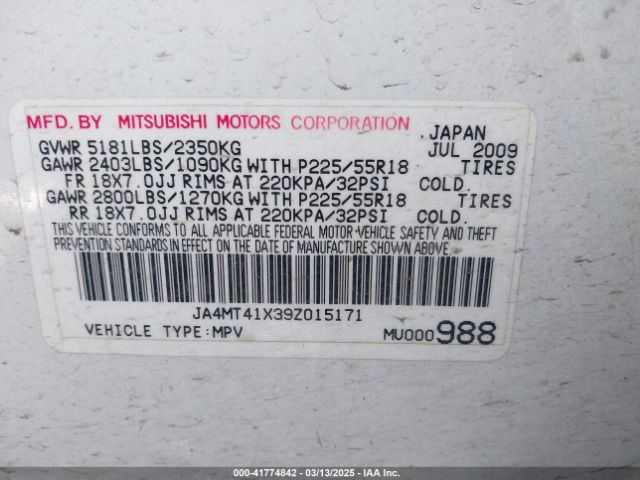 MFD. BY MITSUBISHI MOTORS CORPORATION. JAPAN
GVWR 5181LBS/2350KG JUL 2009
GAWR 2403LBS/1090KG WITH P225/55R18 TIRES
FR 18X7.0JJ RIMS AT 220KPA/32PSI COLD.
GAWR 2800LBS/1270KG WITH P225/55R18 TIRES
RR 18X7.0JJ RIMS AT 220KPA/32PSI COLD.
THIS VEHICLE CONFORMS TO ALL APPLICABLE FEDERAL MOTOR VEHICLE SAFETY AND THEFT
PREVENTION STANDARDS IN EFFECT ON THE DATE OF MANUFACTURE SHOWN ABOVE.
JA4MT41X39Z015171
VEHICLE TYPE:MPV MU000988
000-41774842 / 03/13/2025 / IAA Inc.